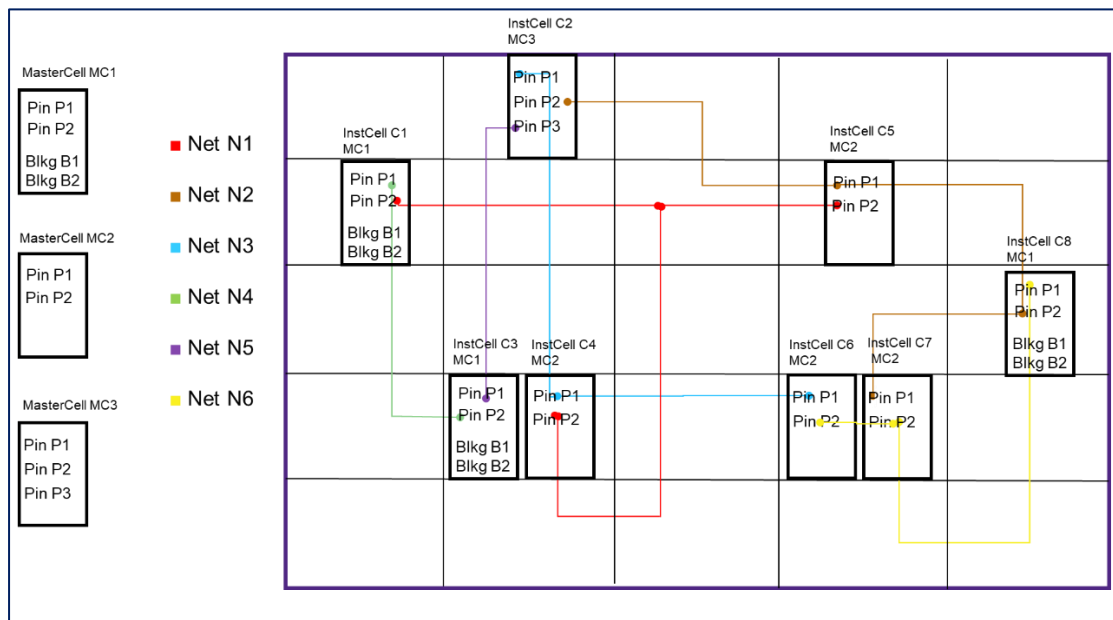 MasterCell MC1
Pin P1
Pin P2
Blkg B1
Blkg B2
MasterCell MC2
Pin P1
Pin P2
MasterCell MC3
Pin P1
Pin P2
Pin P3
Net N1
Net N2
Net N3
Net N4
Net N5
Net N6
InstCell C2
MC3
Pin P1
Pin P2
Pin P3
InstCell C1
MC1
Pin P1
Pin P2
Blkg B1
Blkg B2
InstCell C5
MC2
Pin P1
Pin P2
InstCell C8
MC1
Pin P1
Pin P2
Blkg B1
Blkg B2
InstCell C3
MC1
Pin P1
Pin P2
Blkg B1
Blkg B2
InstCell C4
MC2
Pin P1
Pin P2
InstCell C6
MC2
Pin P1
Pin P2
InstCell C7
MC2
Pin P1
Pin P2